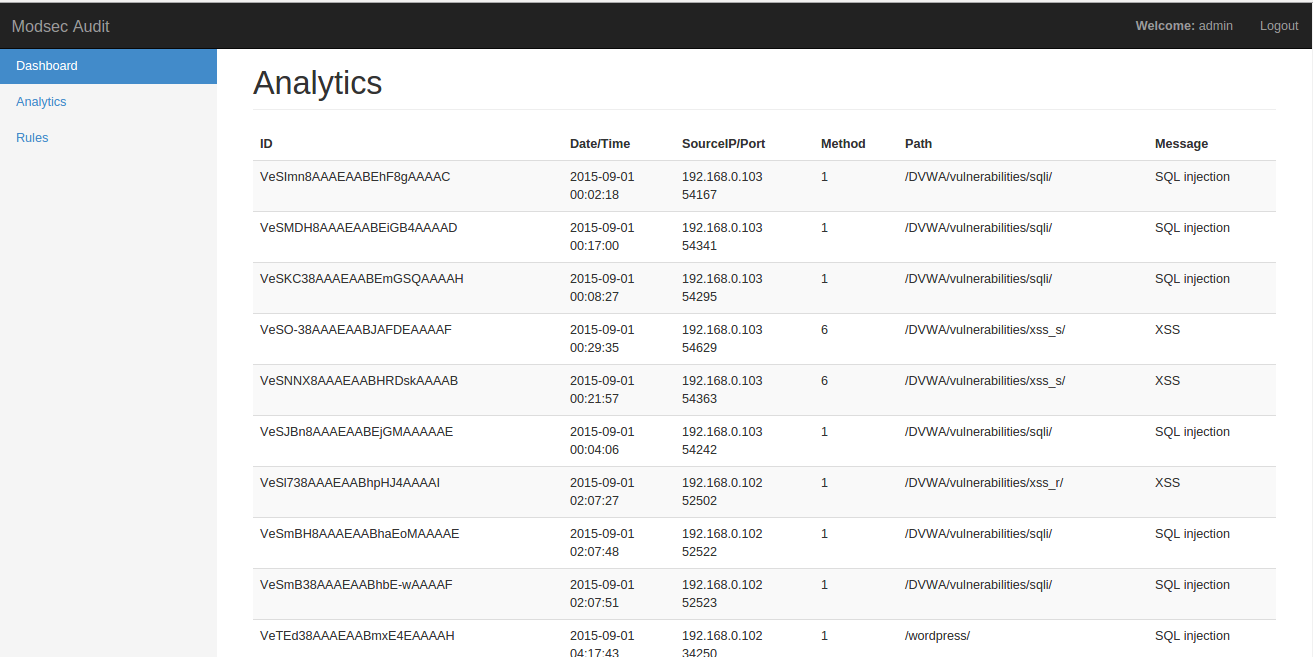 Modsec Audit Welcome: admin Logout
Dashboard
Analytics
Rules
Analytics
ID Date/Time SourceIP/Port Method Path Message
VeSImn8AAAEAABEhF8gAAAAC 2015-09-01 192.168.0.103 1 /DVWA/vulnerabilities/sqli/ SQL injection
00:02:18 54167
VeSMDH8AAAEAABEiGB4AAAAD 2015-09-01 192.168.0.103 1 /DVWA/vulnerabilities/sqli/ SQL injection
00:17:00 54341
VeSKC38AAAEAABEmGSQAAAAH 2015-09-01 192.168.0.103 1 /DVWA/vulnerabilities/sqli/ SQL injection
00:08:27 54295
VeSO-38AAAEAABJAFDEAAAAF 2015-09-01 192.168.0.103 6 /DVWA/vulnerabilities/xss_s/ XSS
00:29:35 54629
VeSNNX8AAAEAABHRDskAAAAB 2015-09-01 192.168.0.103 6 /DVWA/vulnerabilities/xss_s/ XSS
00:21:57 54363
VeSJBn8AAAEAABEjGMAAAAAE 2015-09-01 192.168.0.103 1 /DVWA/vulnerabilities/sqli/ SQL injection
00:04:06 54242
VeSl738AAAEAABhpHJ4AAAAI 2015-09-01 192.168.0.102 1 /DVWA/vulnerabilities/xss_r/ XSS
02:07:27 52502
VeSmBH8AAAEAABhaEoMAAAAE 2015-09-01 192.168.0.102 1 /DVWA/vulnerabilities/sqli/ SQL injection
02:07:48 52522
VeSmB38AAAEAABhbE-wAAAAF 2015-09-01 192.168.0.102 1 /DVWA/vulnerabilities/sqli/ SQL injection
02:07:51 52523
VeTEd38AAAEAABmxE4EAAAAH 2015-09-01 192.168.0.102 1 /wordpress/ SQL injection
04:17:43 34250